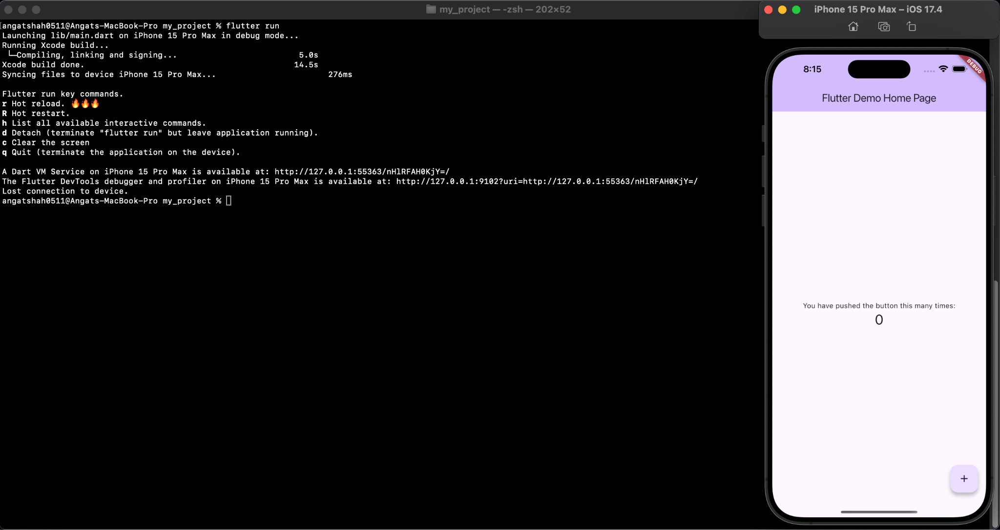 my_project — -zsh — 202×52
angatshah0511@Angats-MacBook-Pro my_project % flutter run
Launching lib/main.dart on iPhone 15 Pro Max in debug mode...
Running Xcode build...
└─Compiling, linking and signing... 5.0s
Xcode build done. 14.5s
Syncing files to device iPhone 15 Pro Max... 276ms
Flutter run key commands.
r Hot reload. 🔥🔥🔥
R Hot restart.
h List all available interactive commands.
d Detach (terminate "flutter run" but leave application running).
c Clear the screen
q Quit (terminate the application on the device).
A Dart VM Service on iPhone 15 Pro Max is available at: http://127.0.0.1:55363/nHlRFAH0KjY=/
The Flutter DevTools debugger and profiler on iPhone 15 Pro Max is available at: http://127.0.0.1:9102?uri=http://127.0.0.1:55363/nHlRFAH0KjY=/
Lost connection to device.
angatshah0511@Angats-MacBook-Pro my_project %
iPhone 15 Pro Max – iOS 17.4
8:15
DEBUG
Flutter Demo Home Page
You have pushed the button this many times:
0
+